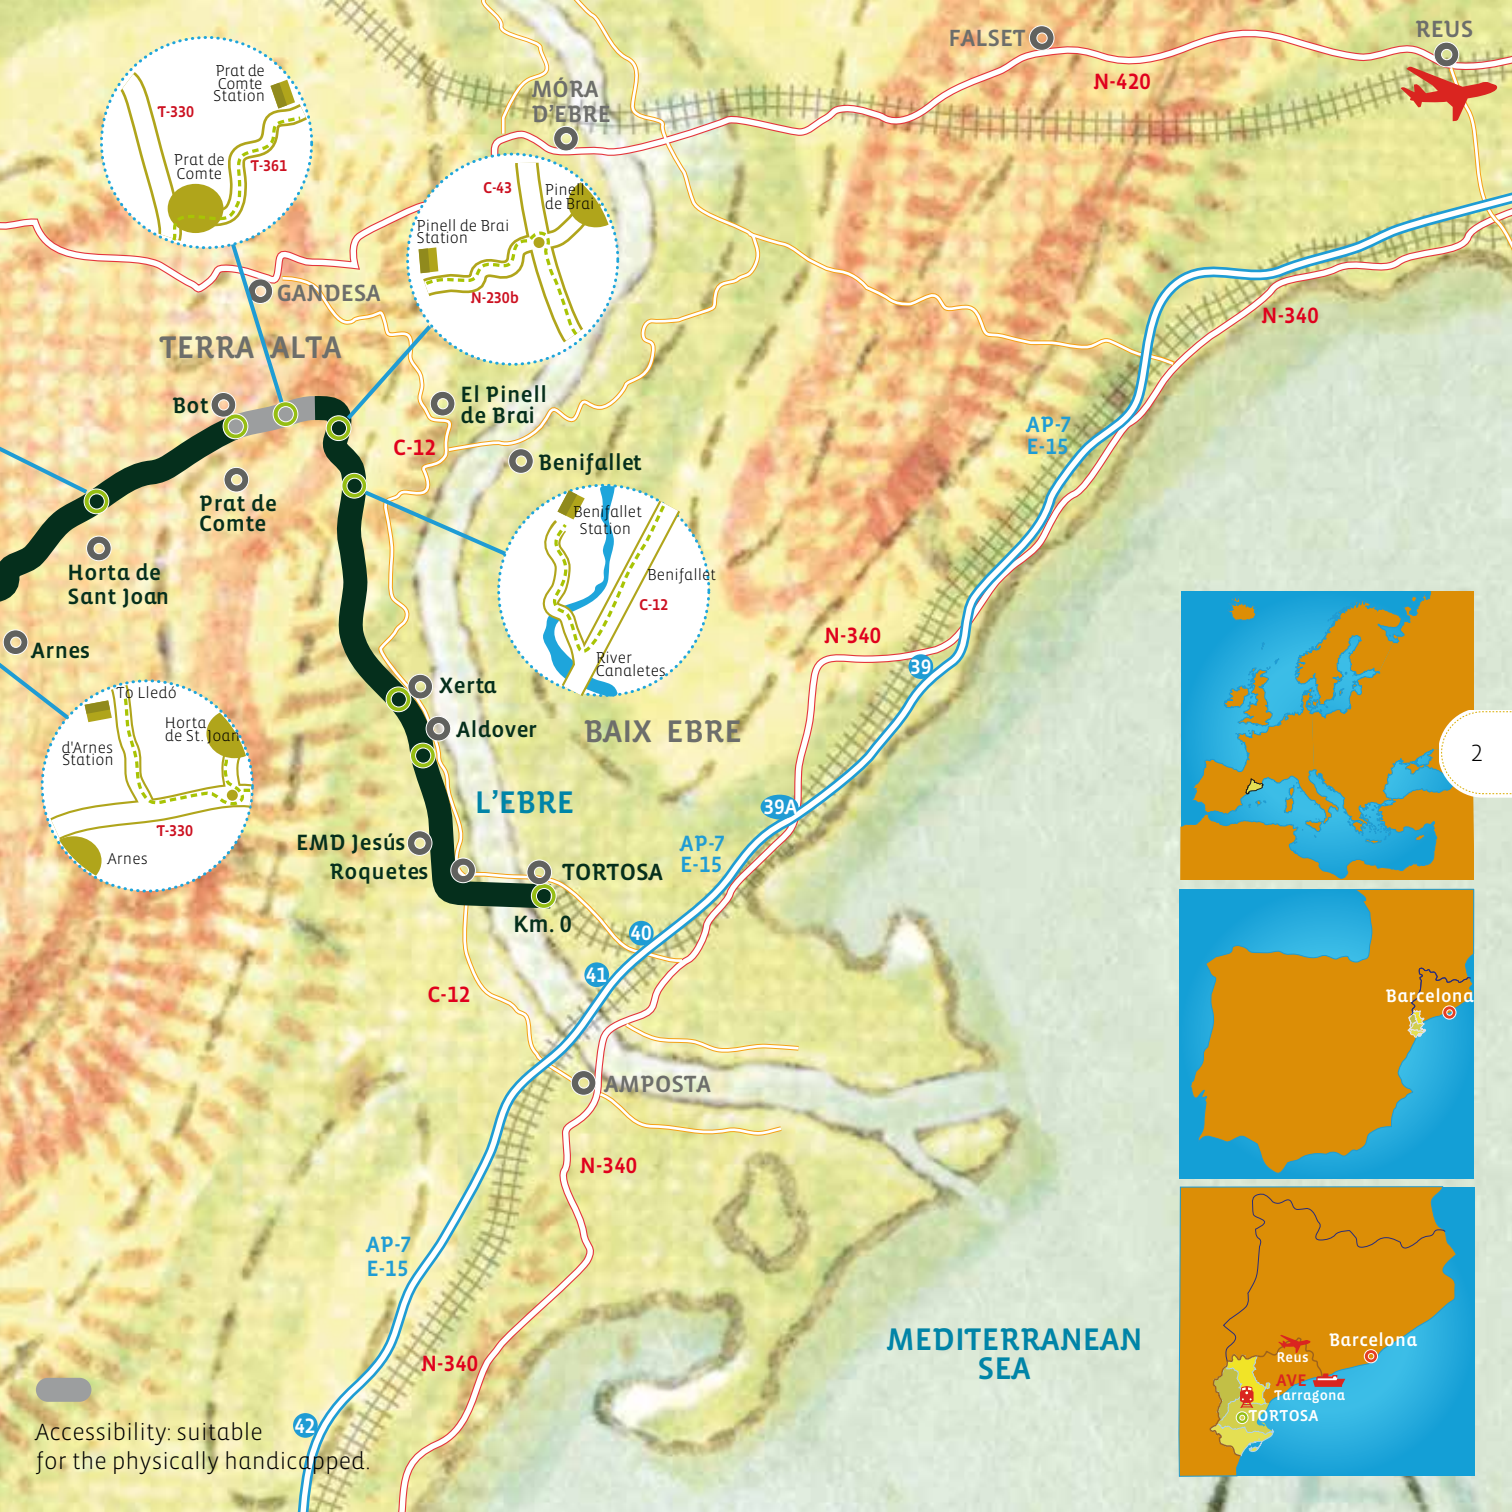 FALSET
REUS
N-420
MÓRA
D'EBRE
Prat de
Comte
Station
T-330
Prat de
Comte
T-361
C-43
Pinell
de Brai
Pinell de Brai
Station
N-230b
GANDESA
TERRA ALTA
N-340
Bot
El Pinell
de Brai
C-12
Benifallet
AP-7
E-15
Prat de
Comte
Horta de
Sant Joan
Arnes
Benifallet
Station
Benifallet
C-12
River
Canaletes
N-340
39
Xerta
Aldover
BAIX EBRE
To Lledó
Horta
de St. Joan
d'Arnes
Station
T-330
Arnes
L'EBRE
39A
AP-7
E-15
EMD Jesús
Roquetes
TORTOSA
Km. 0
40
41
C-12
AMPOSTA
N-340
AP-7
E-15
N-340
MEDITERRANEAN
SEA
42
Accessibility: suitable
for the physically handicapped.
2
Barcelona
Barcelona
Reus
AVE
Tarragona
TORTOSA